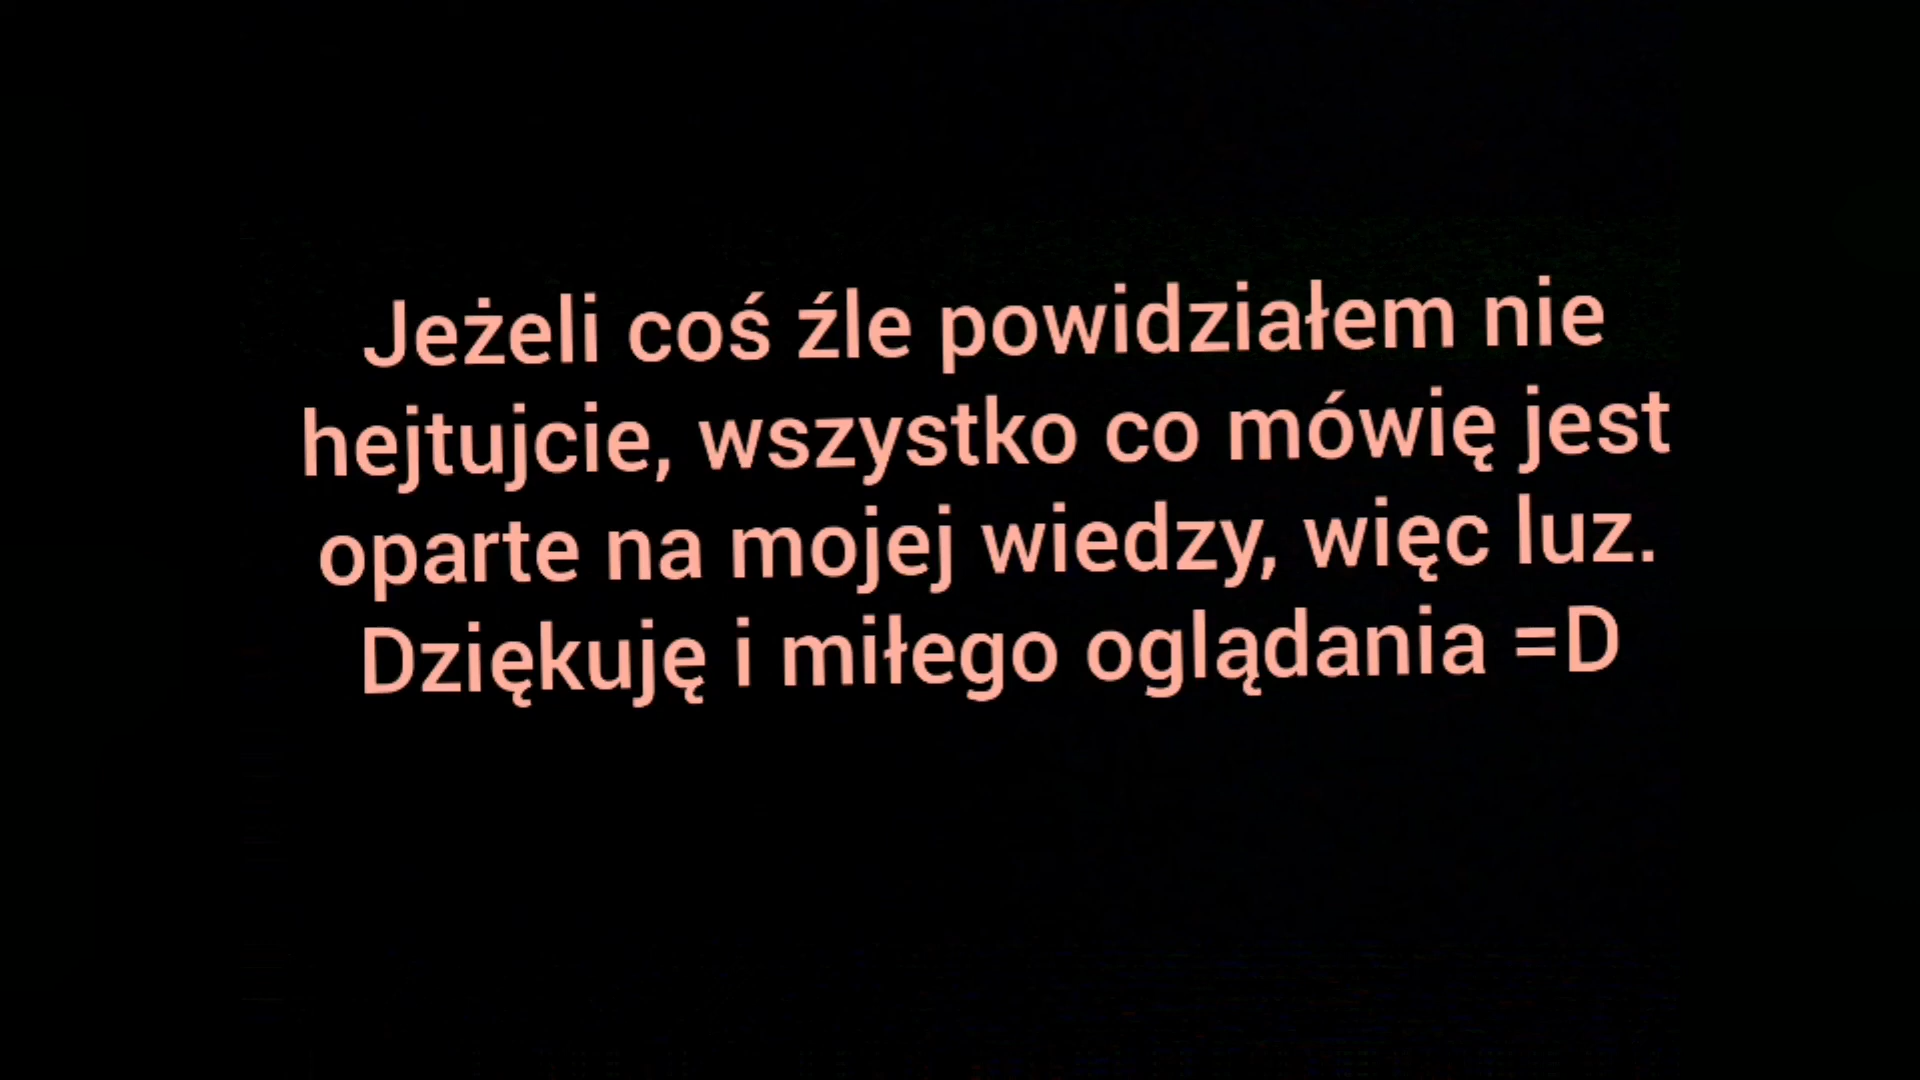 Jeżeli coś źle powidziałem nie
hejtujcie, wszystko co mówię jest
oparte na mojej wiedzy, więc luz.
Dziękuję i miłego oglądania =D